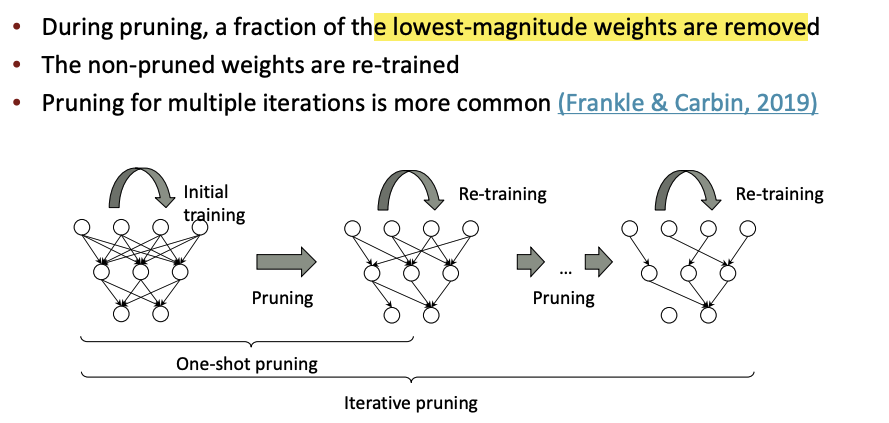 • During pruning, a fraction of the lowest-magnitude weights are removed
• The non-pruned weights are re-trained
• Pruning for multiple iterations is more common (Frankle & Carbin, 2019)
Initial
training
Re-training
Re-training
Pruning
...
Pruning
One-shot pruning
Iterative pruning